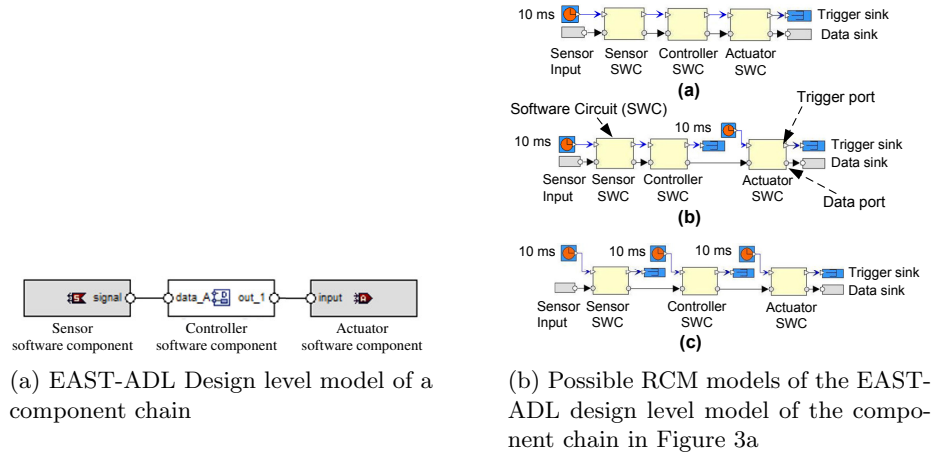 10 ms
Trigger sink
Data sink
Sensor Input
Sensor SWC
Controller SWC
Actuator SWC
(a)
Software Circuit (SWC)
Trigger port
10 ms
10 ms
Trigger sink
Data sink
Sensor Input
Sensor SWC
Controller SWC
Actuator SWC
Data port
(b)
10 ms
10 ms
10 ms
Trigger sink
Data sink
Sensor Input
Sensor SWC
Controller SWC
Actuator SWC
(c)
signal
data_A
out_1
input
Sensor software component
Controller software component
Actuator software component
(a) EAST-ADL Design level model of a
component chain
(b) Possible RCM models of the EAST-
ADL design level model of the compo-
nent chain in Figure 3a